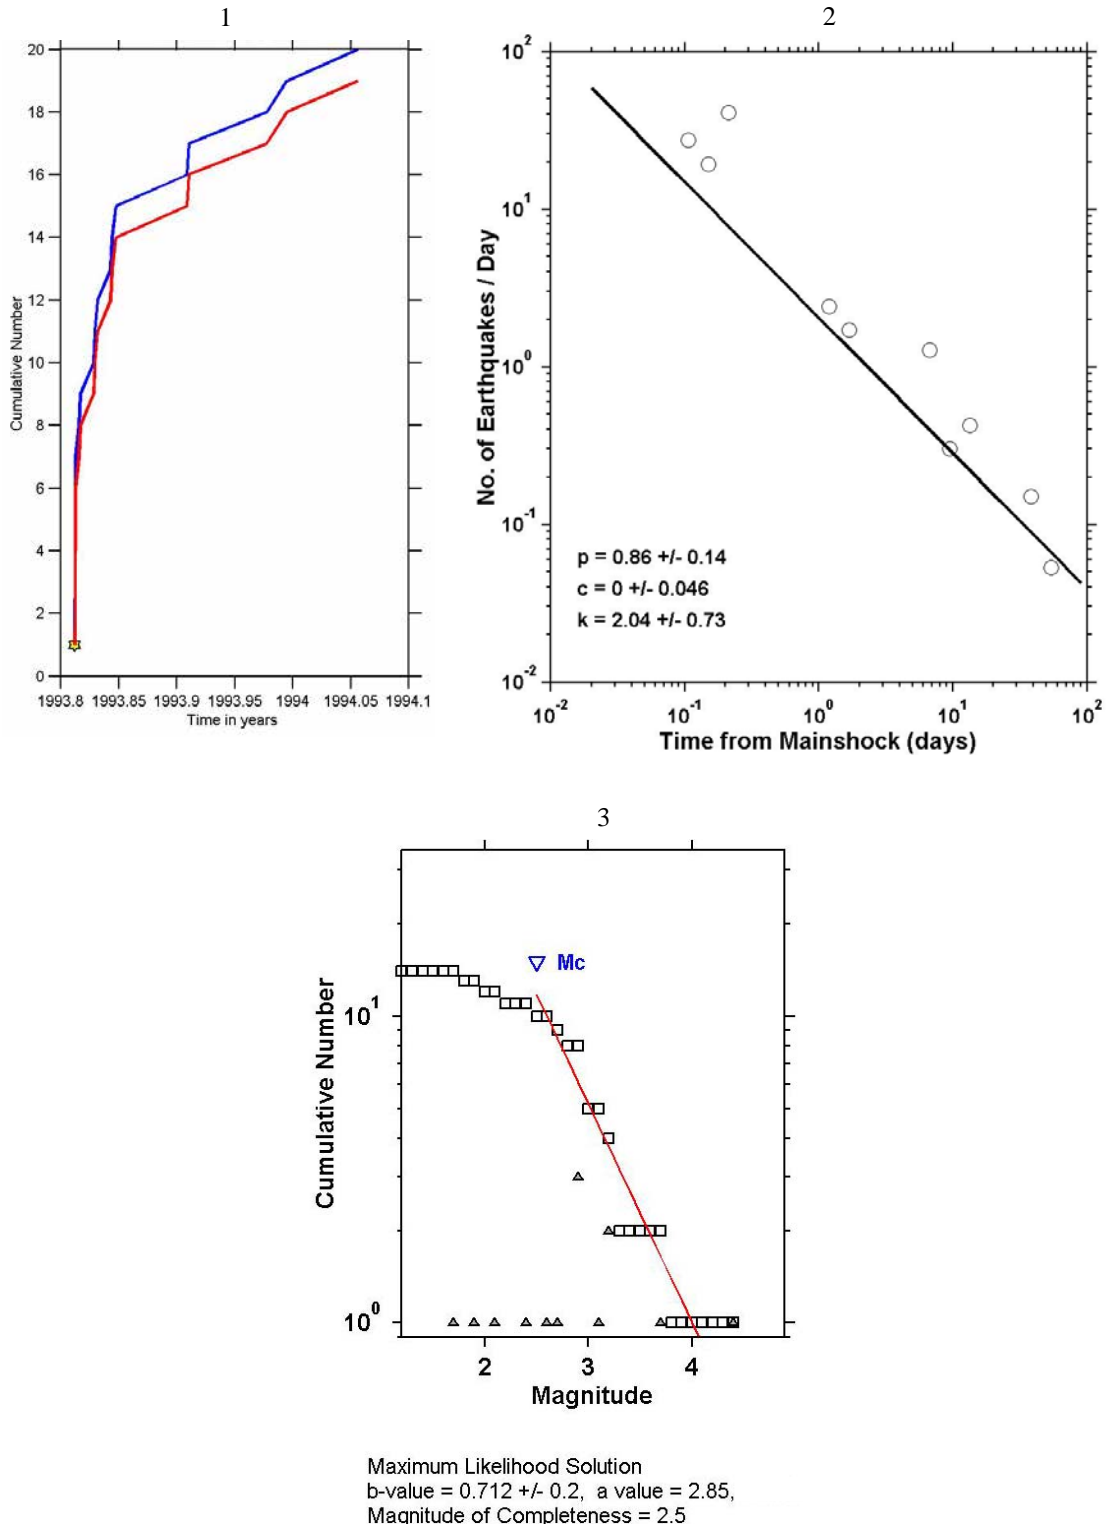 1
20
18
16
14
12
10
8
6
4
2
0
Cumulative Number
1993.8 1993.85 1993.9 1993.95 1994 1994.05 1994.1
Time in years
2
10^2
10^1
10^0
10^-1
10^-2
No. of Earthquakes / Day
p = 0.86 +/- 0.14
c = 0 +/- 0.046
k = 2.04 +/- 0.73
10^-2 10^-1 10^0 10^1 10^2
Time from Mainshock (days)
3
Mc
10^1
10^0
Cumulative Number
2 3 4
Magnitude
Maximum Likelihood Solution
b-value = 0.712 +/- 0.2, a value = 2.85,
Magnitude of Completeness = 2.5